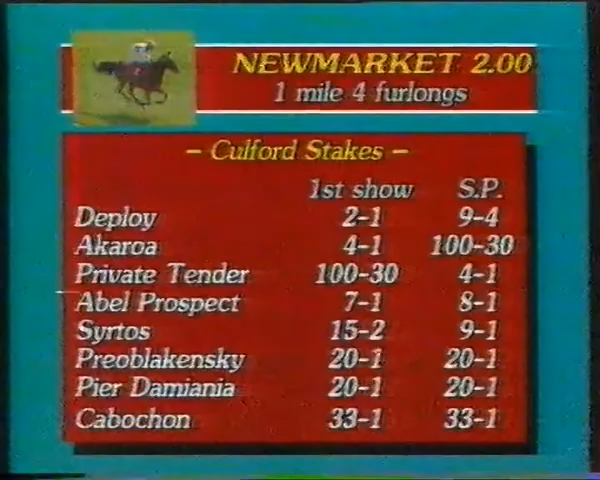 NEWMARKET 2.00
1 mile 4 furlongs
- Culford Stakes -
1st show S.P.
Deploy 2-1 9-4
Akaroa 4-1 100-30
Private Tender 100-30 4-1
Abel Prospect 7-1 8-1
Syrtos 15-2 9-1
Preoblakensky 20-1 20-1
Pier Damiania 20-1 20-1
Cabochon 33-1 33-1